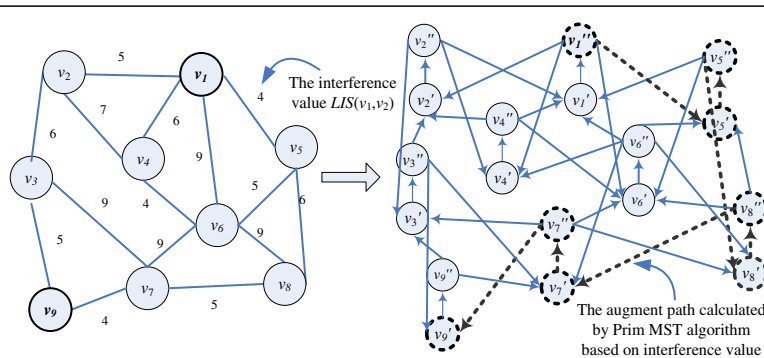 5
v₂
v₁
The interference
value LIS(v₁,v₂)
4
7
6
6
v₄
9
v₅
v₃
9
4
5
6
v₆
5
9
9
v₇
v₈
v₉
4
5
v₂''
v₁''
v₅''
v₂'
v₁'
v₄''
v₅'
v₃''
v₆''
v₄'
v₃'
v₆'
v₇''
v₈''
v₉''
v₇'
v₈'
v₉'
The augment path calculated
by Prim MST algorithm
based on interference value